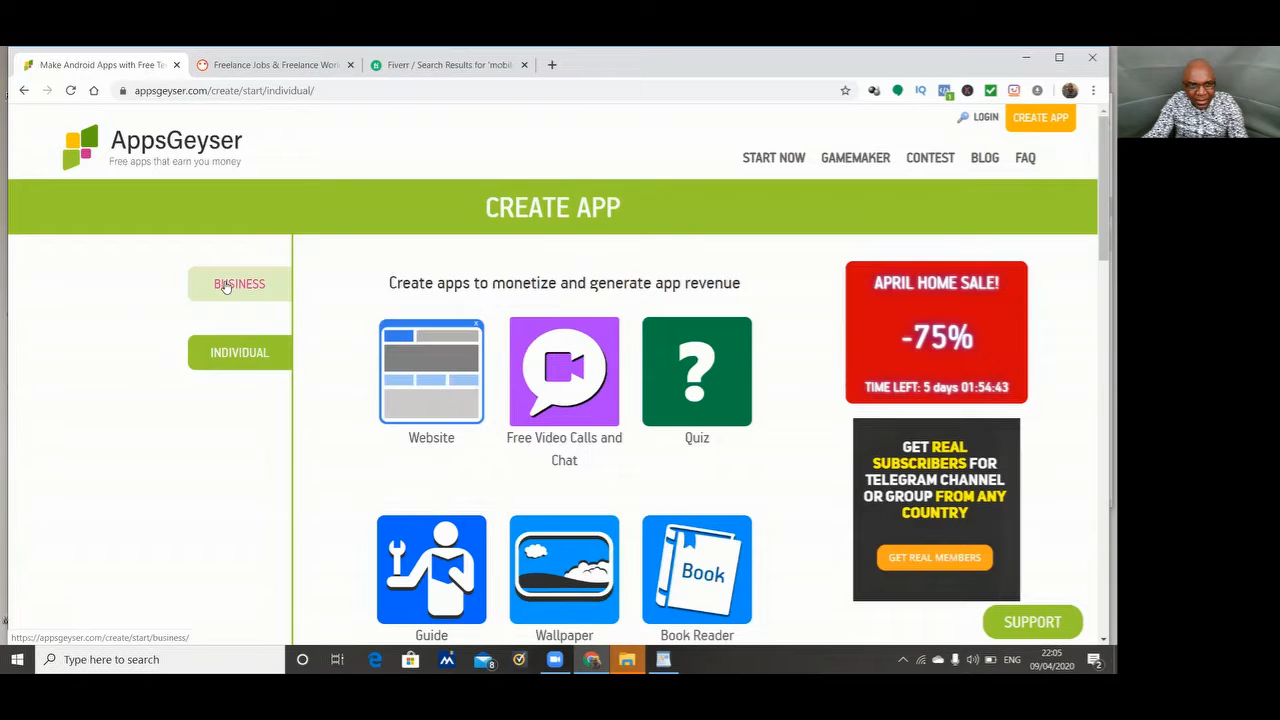 Make Android Apps with Free Te
Freelance Jobs & Freelance Wor
Fiverr / Search Results for 'mobil
appsgeyser.com/create/start/individual/
LOGIN
CREATE APP
AppsGeyser
Free apps that earn you money
START NOW
GAMEMAKER
CONTEST
BLOG
FAQ
CREATE APP
BUSINESS
INDIVIDUAL
Create apps to monetize and generate app revenue
Website
Free Video Calls and
Chat
?
Quiz
Guide
Wallpaper
Book
Book Reader
APRIL HOME SALE!
-75%
TIME LEFT: 5 days 01:54:43
GET REAL
SUBSCRIBERS FOR
TELEGRAM CHANNEL
OR GROUP FROM ANY
COUNTRY
GET REAL MEMBERS
SUPPORT
https://appsgeyser.com/create/start/business/
Type here to search
8
ENG
22:05
09/04/2020
2